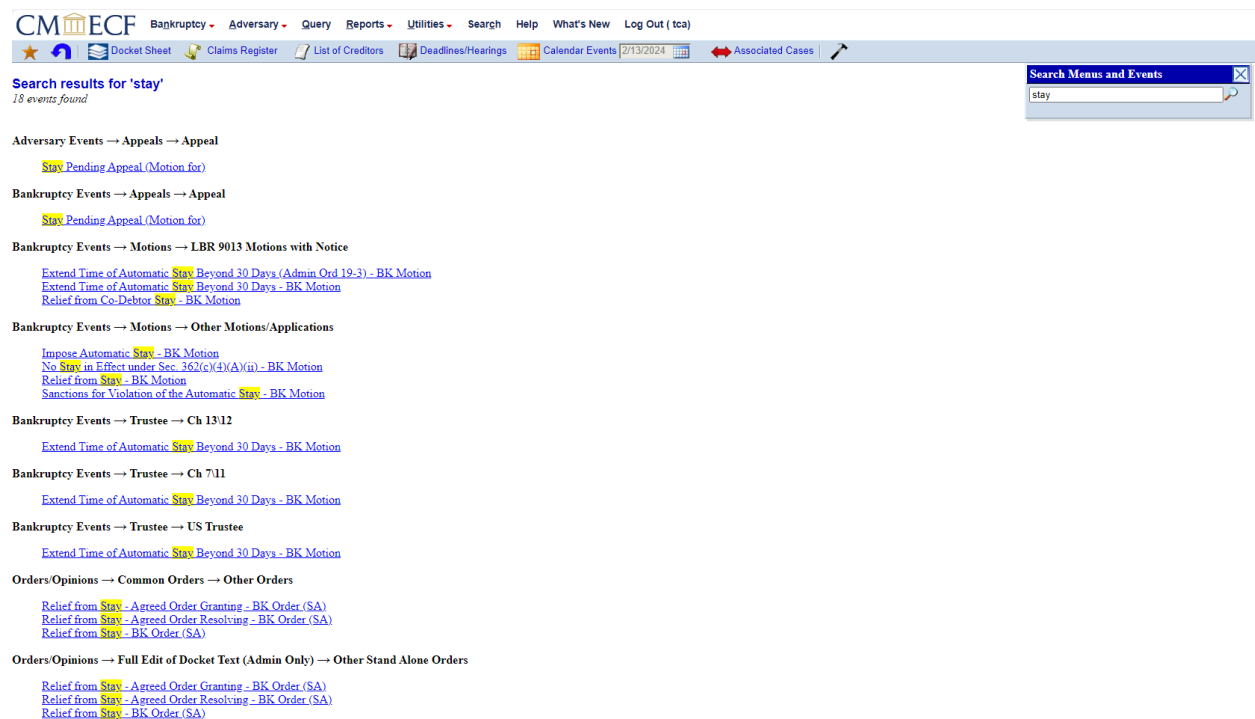 CM ECF Bankruptcy Adversary Query Reports Utilities Search Help What's New Log Out ( tca)
Docket Sheet Claims Register List of Creditors Deadlines/Hearings Calendar Events 2/13/2024 Associated Cases
Search Menus and Events
stay
Search results for 'stay'
18 events found
Adversary Events → Appeals → Appeal
Stay Pending Appeal (Motion for)
Bankruptcy Events → Appeals → Appeal
Stay Pending Appeal (Motion for)
Bankruptcy Events → Motions → LBR 9013 Motions with Notice
Extend Time of Automatic Stay Beyond 30 Days (Admin Ord 19-3) - BK Motion
Extend Time of Automatic Stay Beyond 30 Days - BK Motion
Relief from Co-Debtor Stay - BK Motion
Bankruptcy Events → Motions → Other Motions/Applications
Impose Automatic Stay - BK Motion
No Stay in Effect under Sec. 362(c)(4)(A)(ii) - BK Motion
Relief from Stay - BK Motion
Sanctions for Violation of the Automatic Stay - BK Motion
Bankruptcy Events → Trustee → Ch 13\12
Extend Time of Automatic Stay Beyond 30 Days - BK Motion
Bankruptcy Events → Trustee → Ch 7\11
Extend Time of Automatic Stay Beyond 30 Days - BK Motion
Bankruptcy Events → Trustee → US Trustee
Extend Time of Automatic Stay Beyond 30 Days - BK Motion
Orders/Opinions → Common Orders → Other Orders
Relief from Stay - Agreed Order Granting - BK Order (SA)
Relief from Stay - Agreed Order Resolving - BK Order (SA)
Relief from Stay - BK Order (SA)
Orders/Opinions → Full Edit of Docket Text (Admin Only) → Other Stand Alone Orders
Relief from Stay - Agreed Order Granting - BK Order (SA)
Relief from Stay - Agreed Order Resolving - BK Order (SA)
Relief from Stay - BK Order (SA)